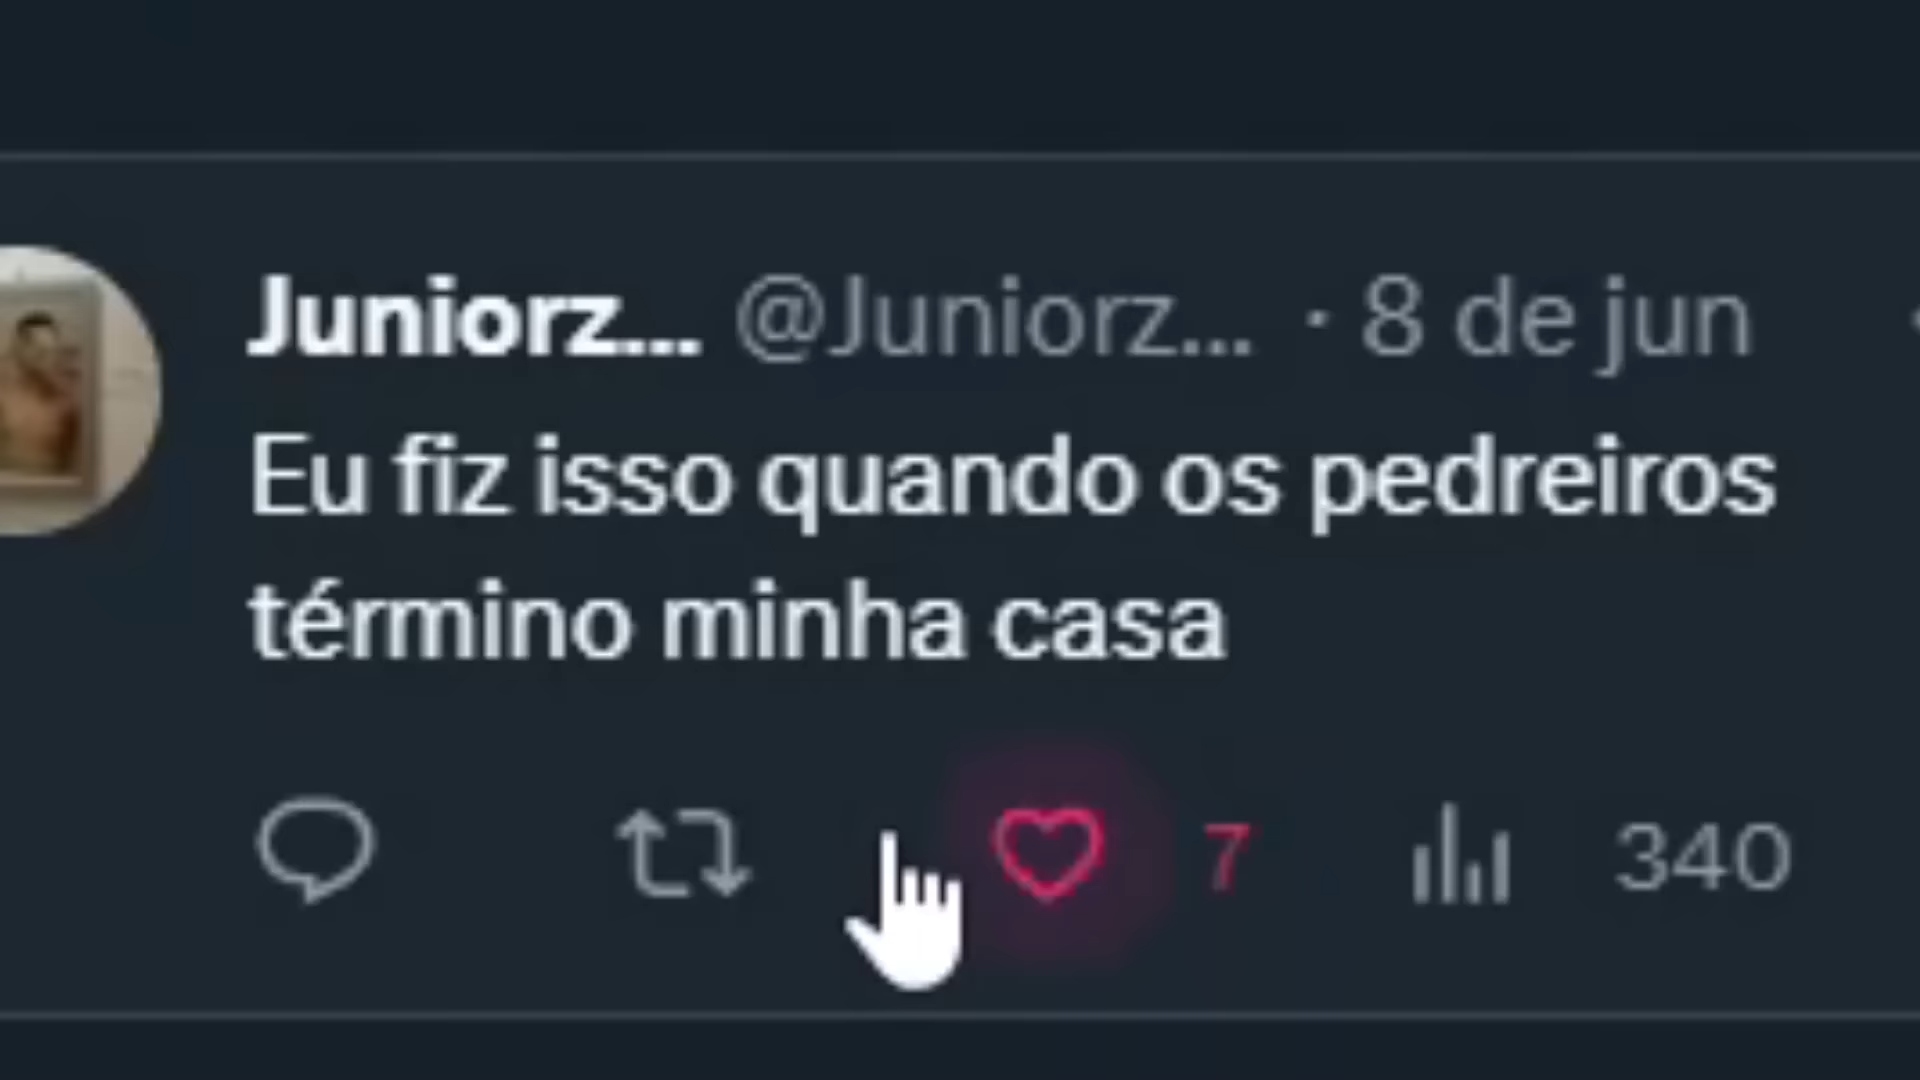 Juniorz... @Juniorz... · 8 de jun
Eu fiz isso quando os pedreiros
término minha casa
7 340